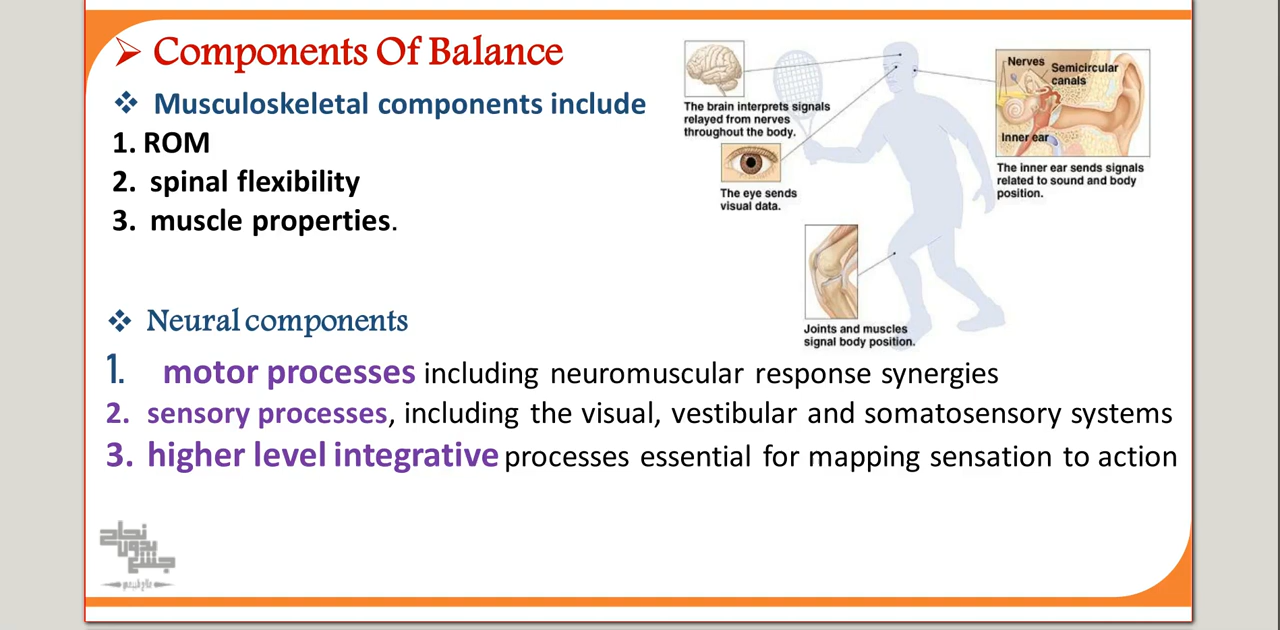 Components Of Balance
Musculoskeletal components include
1. ROM
2. spinal flexibility
3. muscle properties.
The brain interprets signals
relayed from nerves
throughout the body.
The eye sends
visual data.
Nerves
Semicircular
canals
Inner ear
The inner ear sends signals
related to sound and body
position.
Joints and muscles
signal body position.
Neural components
1. motor processes including neuromuscular response synergies
2. sensory processes, including the visual, vestibular and somatosensory systems
3. higher level integrative processes essential for mapping sensation to action